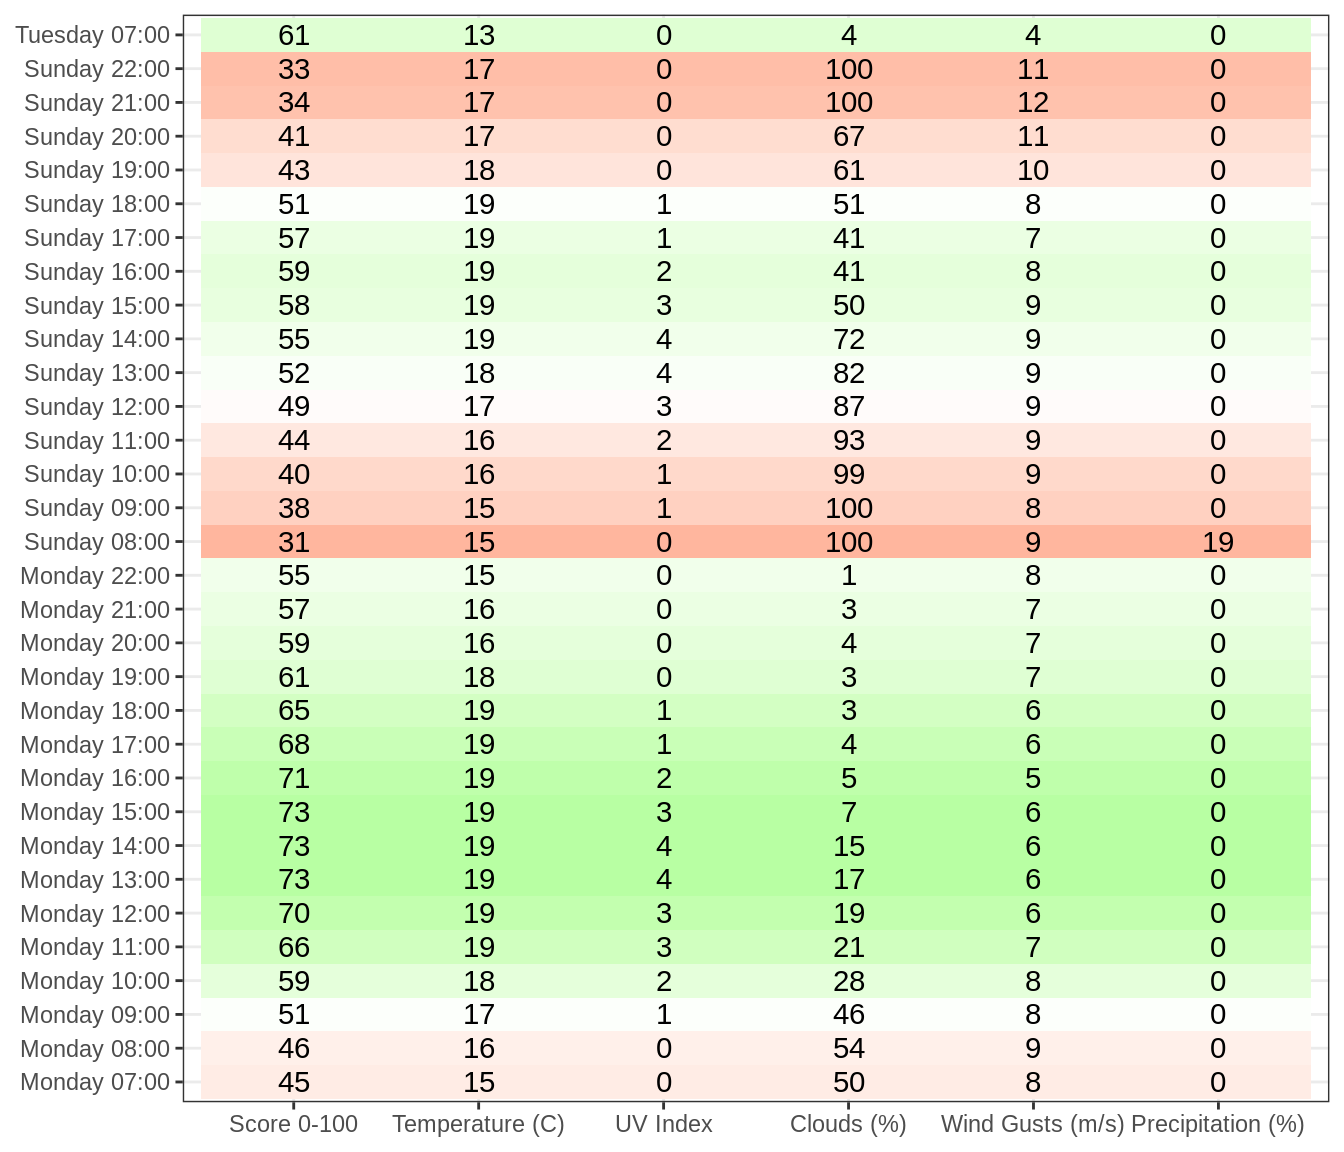 Tuesday 07:00 61 13 0 4 4 0
Sunday 22:00 33 17 0 100 11 0
Sunday 21:00 34 17 0 100 12 0
Sunday 20:00 41 17 0 67 11 0
Sunday 19:00 43 18 0 61 10 0
Sunday 18:00 51 19 1 51 8 0
Sunday 17:00 57 19 1 41 7 0
Sunday 16:00 59 19 2 41 8 0
Sunday 15:00 58 19 3 50 9 0
Sunday 14:00 55 19 4 72 9 0
Sunday 13:00 52 18 4 82 9 0
Sunday 12:00 49 17 3 87 9 0
Sunday 11:00 44 16 2 93 9 0
Sunday 10:00 40 16 1 99 9 0
Sunday 09:00 38 15 1 100 8 0
Sunday 08:00 31 15 0 100 9 19
Monday 22:00 55 15 0 1 8 0
Monday 21:00 57 16 0 3 7 0
Monday 20:00 59 16 0 4 7 0
Monday 19:00 61 18 0 3 7 0
Monday 18:00 65 19 1 3 6 0
Monday 17:00 68 19 1 4 6 0
Monday 16:00 71 19 2 5 5 0
Monday 15:00 73 19 3 7 6 0
Monday 14:00 73 19 4 15 6 0
Monday 13:00 73 19 4 17 6 0
Monday 12:00 70 19 3 19 6 0
Monday 11:00 66 19 3 21 7 0
Monday 10:00 59 18 2 28 8 0
Monday 09:00 51 17 1 46 8 0
Monday 08:00 46 16 0 54 9 0
Monday 07:00 45 15 0 50 8 0
Score 0-100 Temperature (C) UV Index Clouds (%) Wind Gusts (m/s) Precipitation (%)